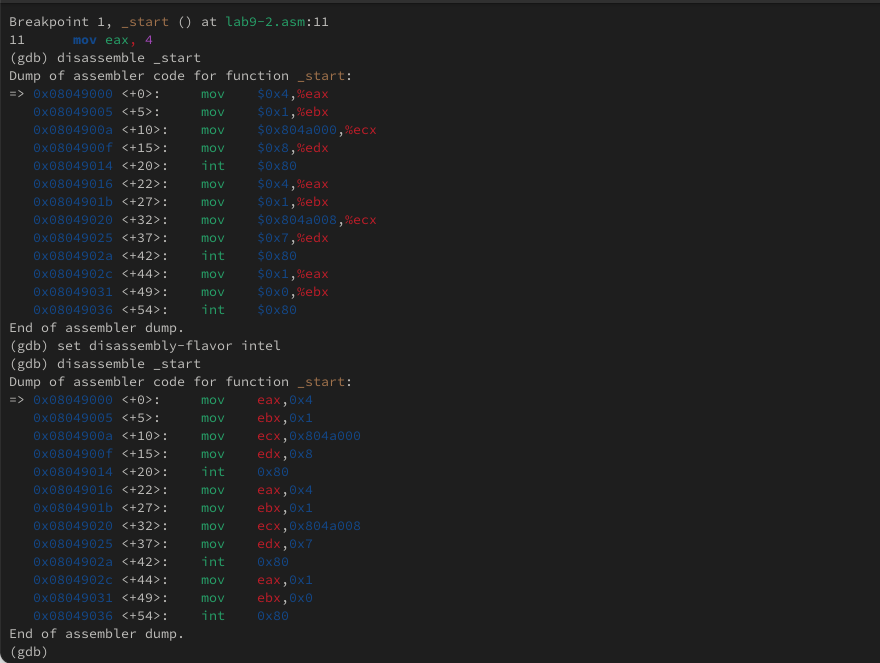 Breakpoint 1, _start () at lab9-2.asm:11
11      mov eax, 4
(gdb) disassemble _start
Dump of assembler code for function _start:
=> 0x08049000 <+0>:     mov    $0x4,%eax
   0x08049005 <+5>:     mov    $0x1,%ebx
   0x0804900a <+10>:    mov    $0x804a000,%ecx
   0x0804900f <+15>:    mov    $0x8,%edx
   0x08049014 <+20>:    int    $0x80
   0x08049016 <+22>:    mov    $0x4,%eax
   0x0804901b <+27>:    mov    $0x1,%ebx
   0x08049020 <+32>:    mov    $0x804a008,%ecx
   0x08049025 <+37>:    mov    $0x7,%edx
   0x0804902a <+42>:    int    $0x80
   0x0804902c <+44>:    mov    $0x1,%eax
   0x08049031 <+49>:    mov    $0x0,%ebx
   0x08049036 <+54>:    int    $0x80
End of assembler dump.
(gdb) set disassembly-flavor intel
(gdb) disassemble _start
Dump of assembler code for function _start:
=> 0x08049000 <+0>:     mov    eax,0x4
   0x08049005 <+5>:     mov    ebx,0x1
   0x0804900a <+10>:    mov    ecx,0x804a000
   0x0804900f <+15>:    mov    edx,0x8
   0x08049014 <+20>:    int    0x80
   0x08049016 <+22>:    mov    eax,0x4
   0x0804901b <+27>:    mov    ebx,0x1
   0x08049020 <+32>:    mov    ecx,0x804a008
   0x08049025 <+37>:    mov    edx,0x7
   0x0804902a <+42>:    int    0x80
   0x0804902c <+44>:    mov    eax,0x1
   0x08049031 <+49>:    mov    ebx,0x0
   0x08049036 <+54>:    int    0x80
End of assembler dump.
(gdb)